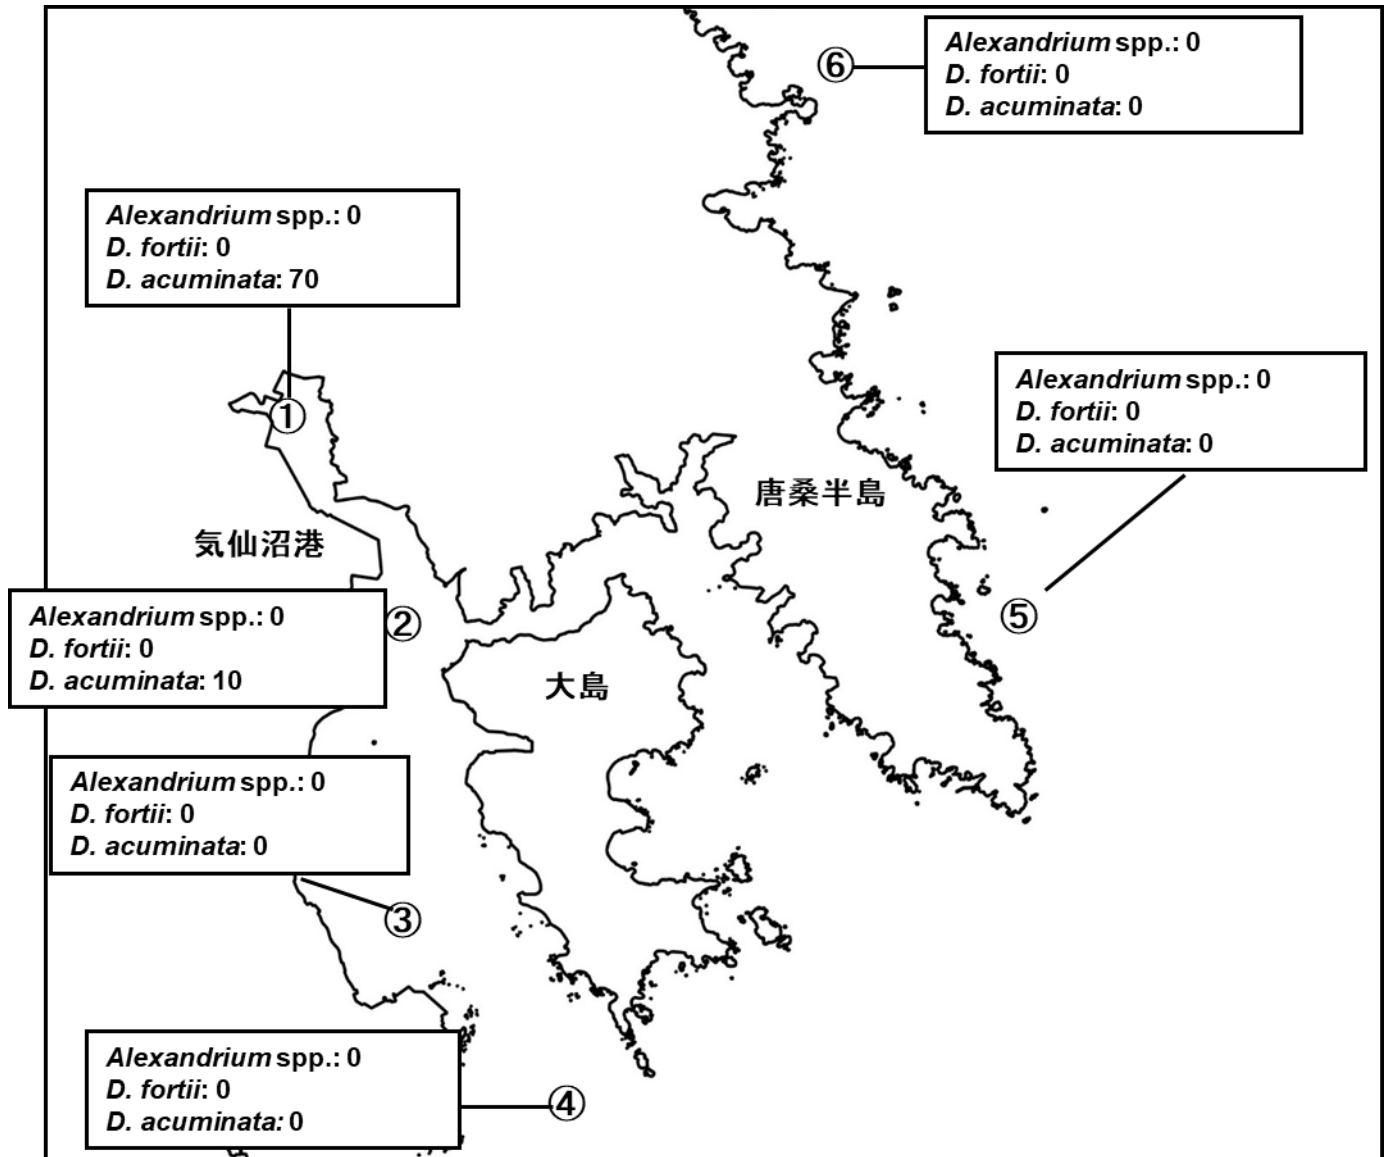 Alexandrium spp.: 0
D. fortii: 0
D. acuminata: 0
⑥
Alexandrium spp.: 0
D. fortii: 0
D. acuminata: 70
①
Alexandrium spp.: 0
D. fortii: 0
D. acuminata: 0
唐桑半島
気仙沼港
⑤
Alexandrium spp.: 0
D. fortii: 0
D. acuminata: 10
②
大島
Alexandrium spp.: 0
D. fortii: 0
D. acuminata: 0
③
Alexandrium spp.: 0
D. fortii: 0
D. acuminata: 0
④